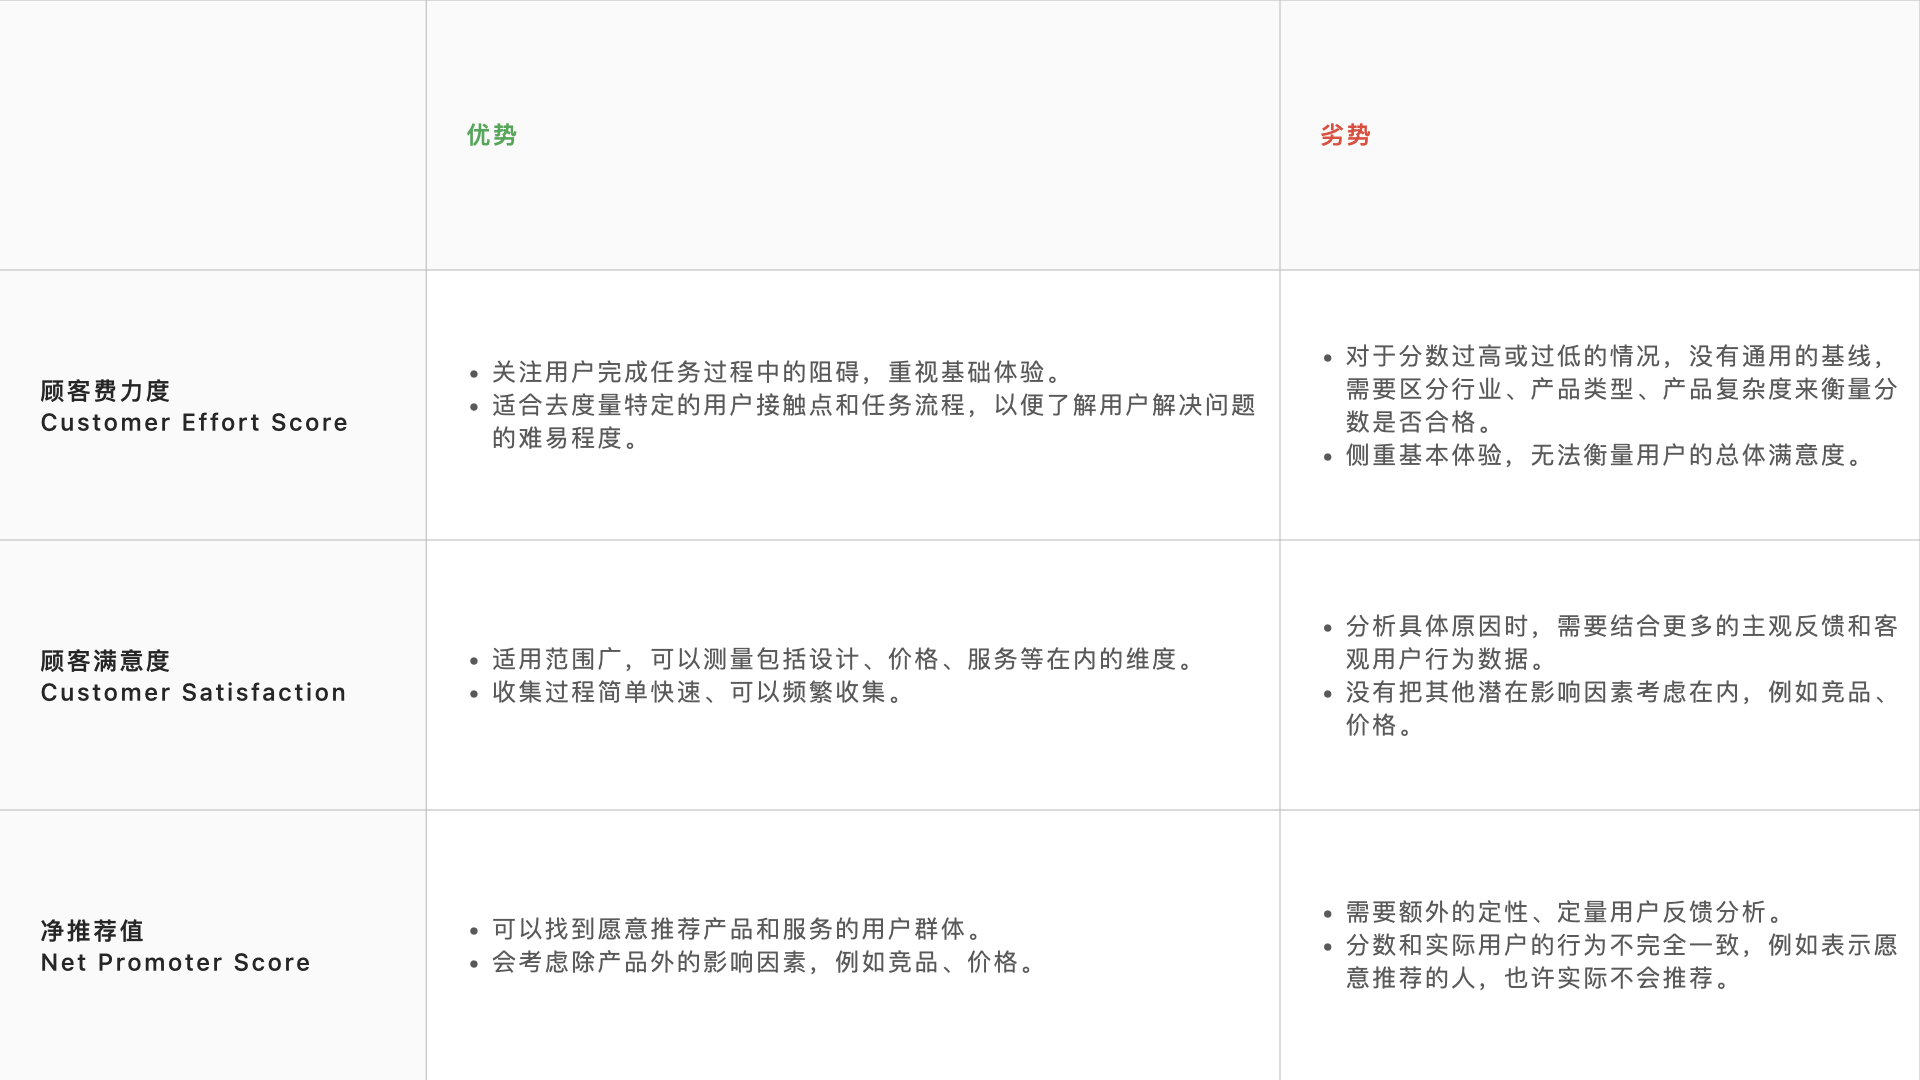 优势
劣势
顾客费力度
Customer Effort Score
• 关注用户完成任务过程中的阻碍，重视基础体验。
• 适合去度量特定的用户接触点和任务流程，以便了解用户解决问题
的难易程度。
• 对于分数过高或过低的情况，没有通用的基线，
需要区分行业、产品类型、产品复杂度来衡量分
数是否合格。
• 侧重基本体验，无法衡量用户的总体满意度。
顾客满意度
Customer Satisfaction
• 适用范围广，可以测量包括设计、价格、服务等在内的维度。
• 收集过程简单快速、可以频繁收集。
• 分析具体原因时，需要结合更多的主观反馈和客
观用户行为数据。
• 没有把其他潜在影响因素考虑在内，例如竞品、
价格。
净推荐值
Net Promoter Score
• 可以找到愿意推荐产品和服务的用户群体。
• 会考虑除产品外的影响因素，例如竞品、价格。
• 需要额外的定性、定量用户反馈分析。
• 分数和实际用户的行为不完全一致，例如表示愿
意推荐的人，也许实际不会推荐。